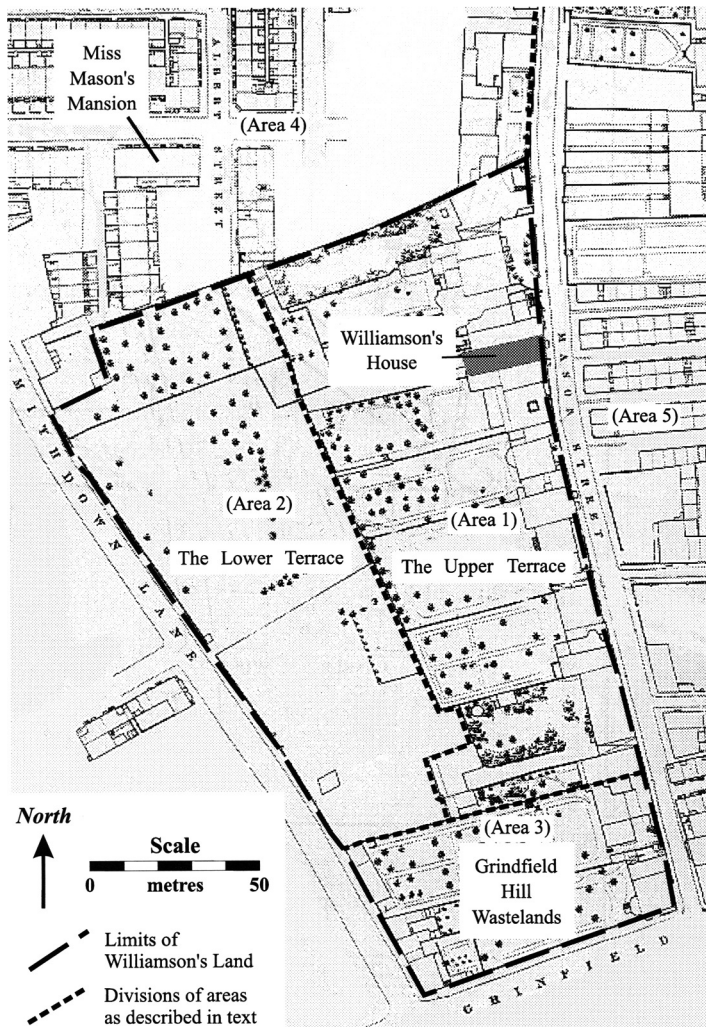 Miss
Mason's
Mansion
ALBERT
STREET
(Area 4)
Williamson's
House
MASON STREET
(Area 5)
MITHDOWN LANE
(Area 2)
The Lower Terrace
(Area 1)
The Upper Terrace
(Area 3)
Grindfield
Hill
Wastelands
GRINFIELD
North
Scale
0 metres 50
Limits of
Williamson's Land
Divisions of areas
as described in text